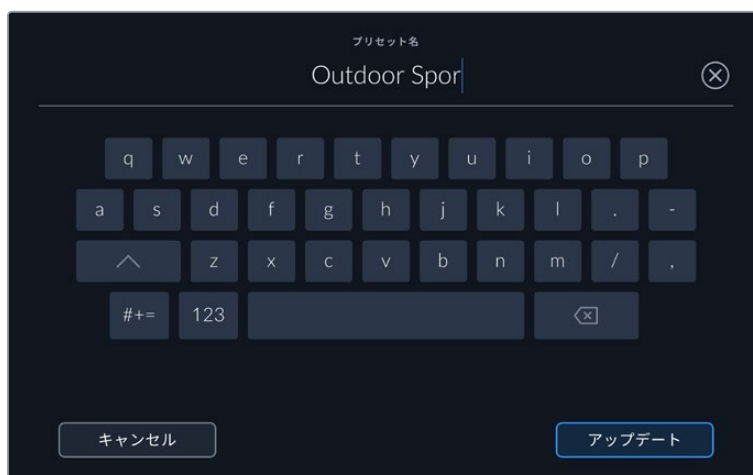 プリセット名
Outdoor Spor
q w e r t y u i o p
a s d f g h j k l . -
z x c v b n m / ,
#+= 123
キャンセル アップデート